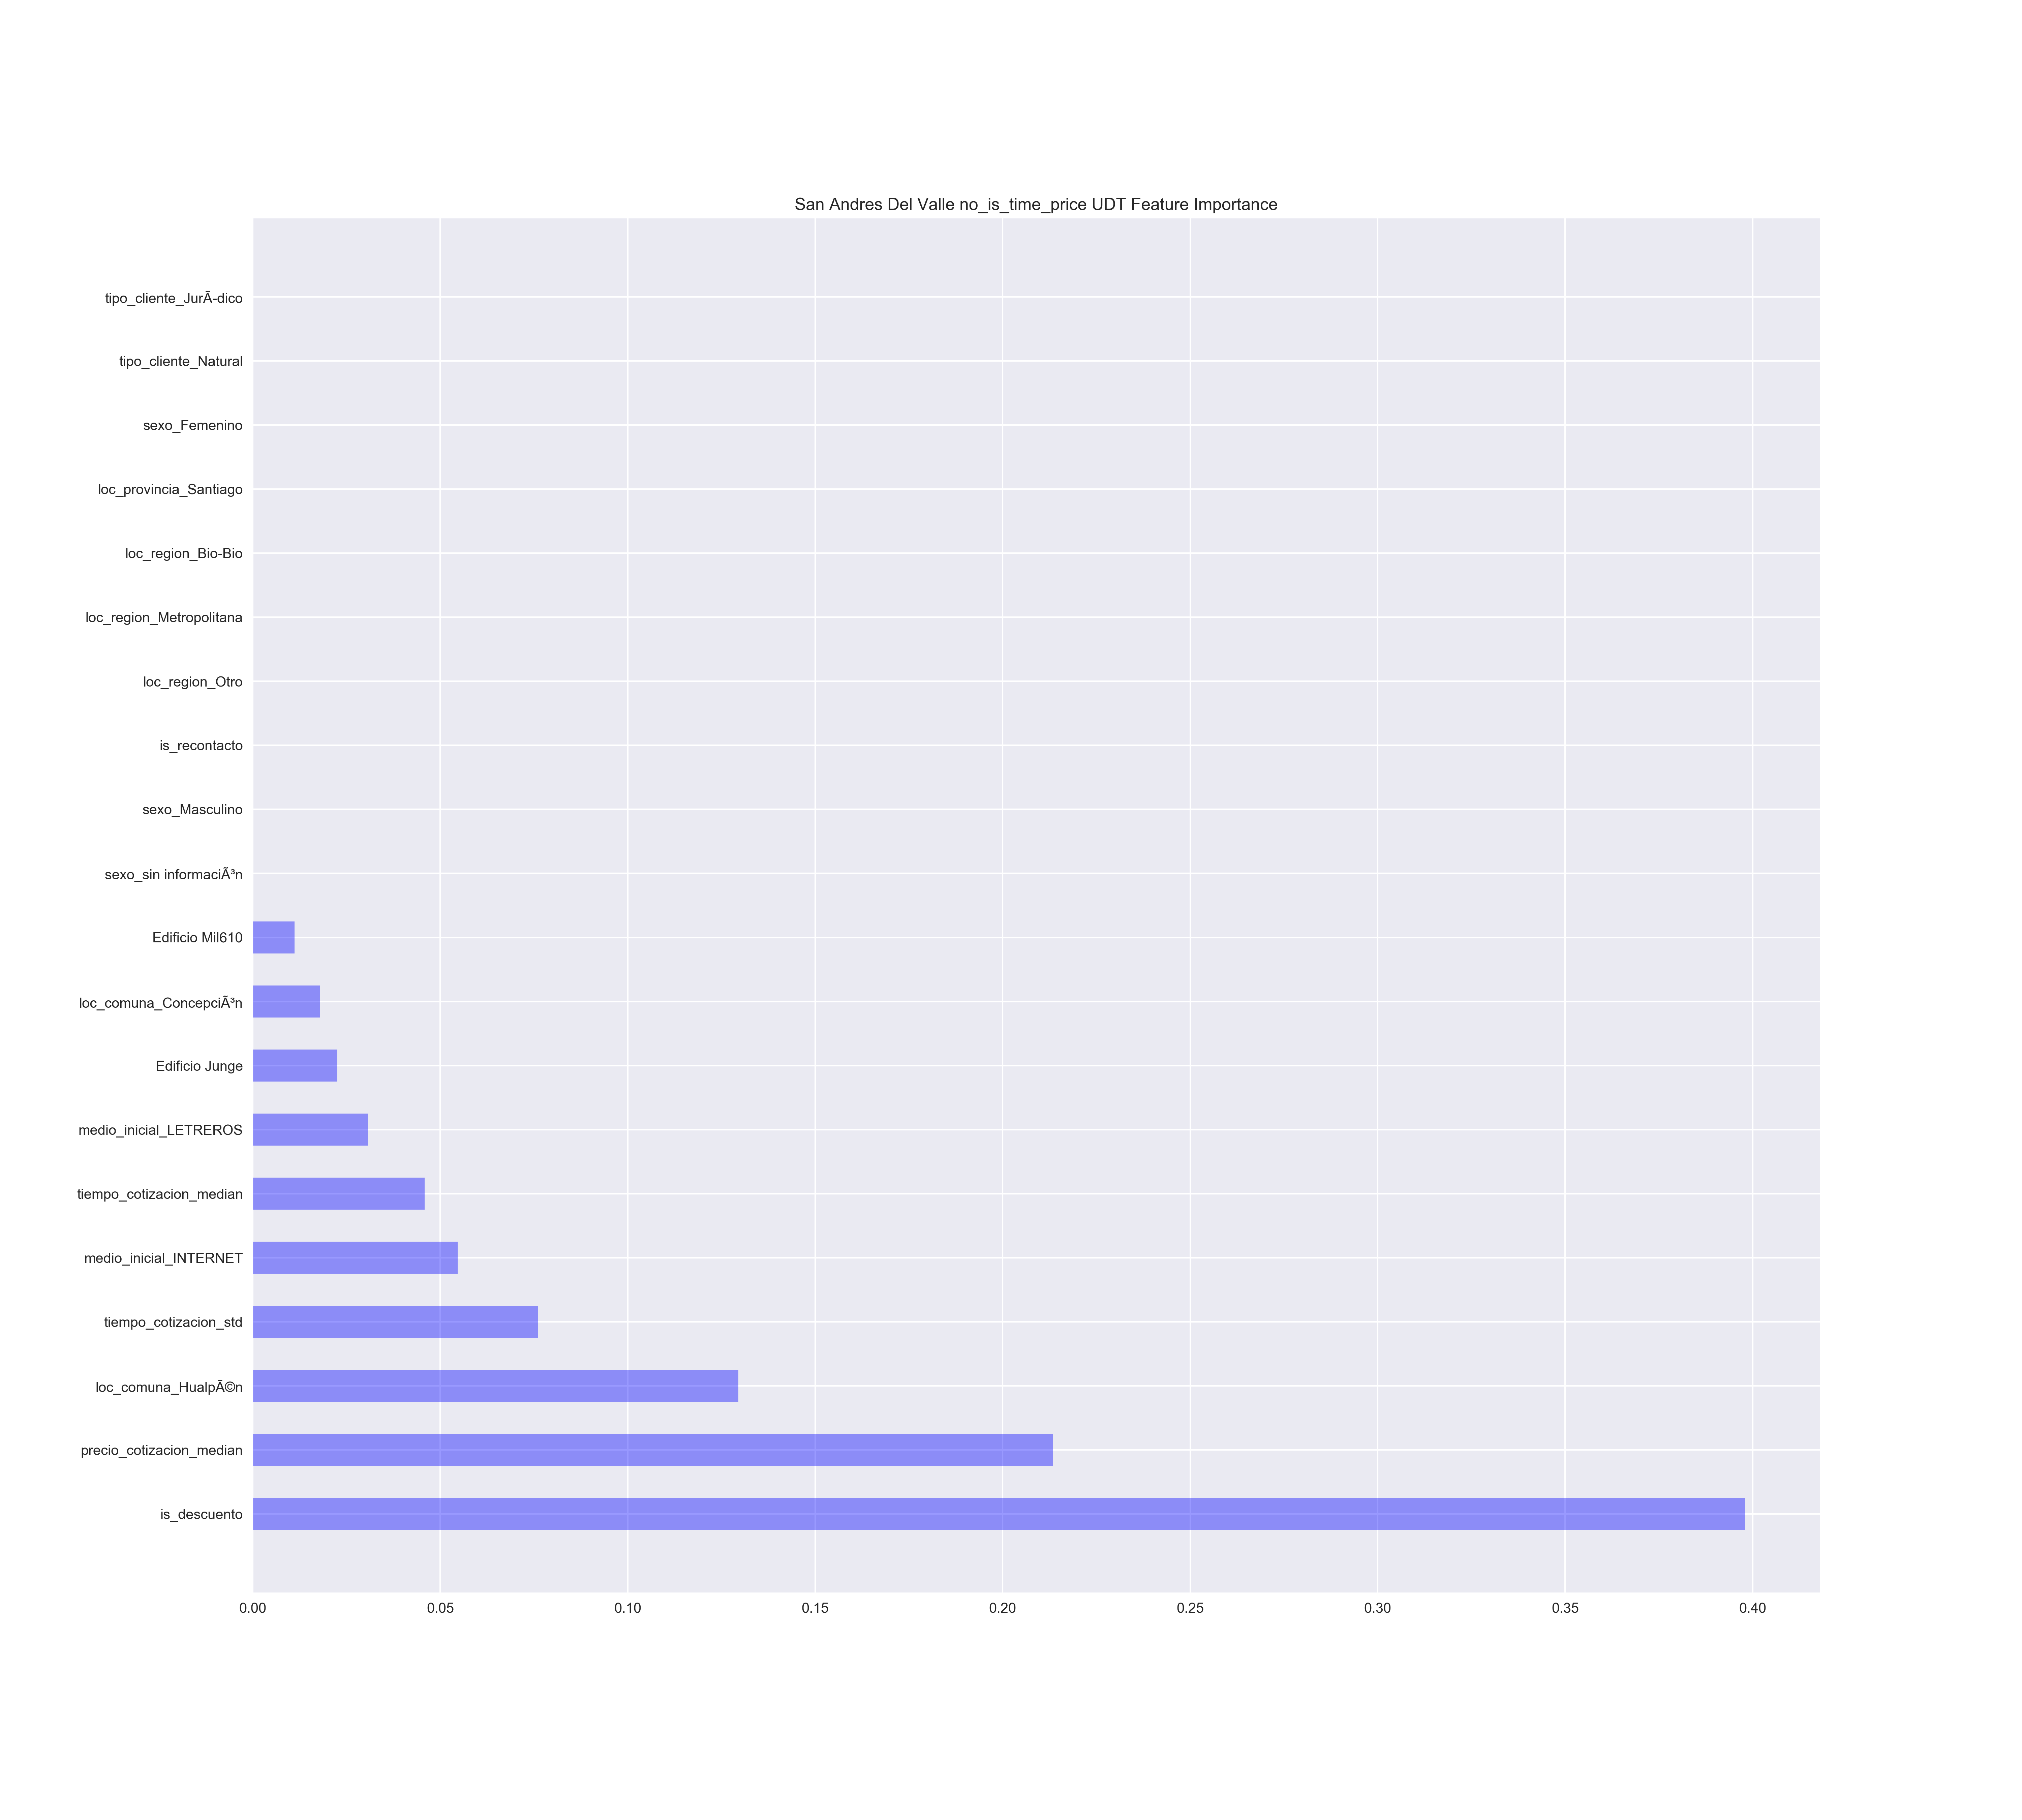 San Andres Del Valle no_is_time_price UDT Feature Importance
tipo_cliente_JurÃ-dico
tipo_cliente_Natural
sexo_Femenino
loc_provincia_Santiago
loc_region_Bio-Bio
loc_region_Metropolitana
loc_region_Otro
is_recontacto
sexo_Masculino
sexo_sin informaciÃ³n
Edificio Mil610
loc_comuna_ConcepciÃ³n
Edificio Junge
medio_inicial_LETREROS
tiempo_cotizacion_median
medio_inicial_INTERNET
tiempo_cotizacion_std
loc_comuna_HualpÃ©n
precio_cotizacion_median
is_descuento
0.00 0.05 0.10 0.15 0.20 0.25 0.30 0.35 0.40